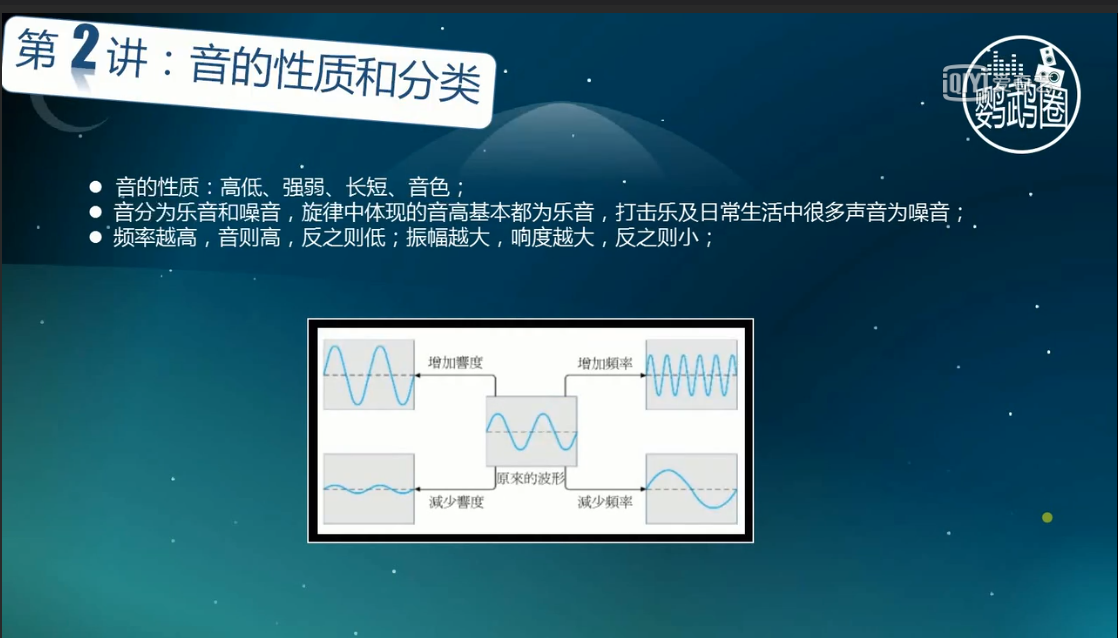 第2讲：音的性质和分类
iQIYI 爱奇艺
鹦鹉圈
音的性质：高低、强弱、长短、音色；
音分为乐音和噪音，旋律中体现的音高基本都为乐音，打击乐及日常生活中很多声音为噪音；
频率越高，音则高，反之则低；振幅越大，响度越大，反之则小；
增加響度
增加頻率
原來的波形
減少響度
減少頻率